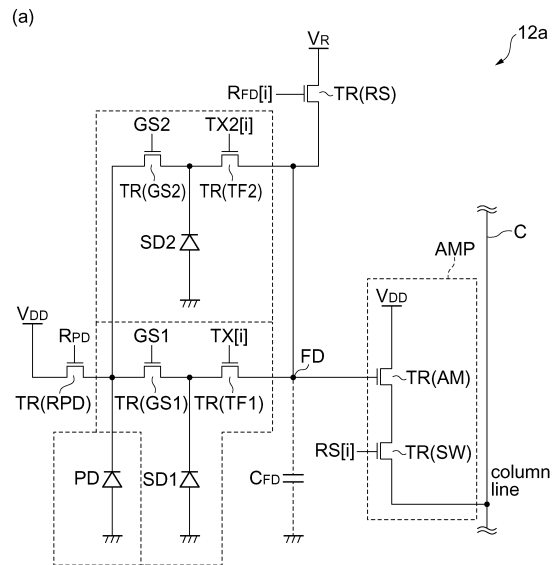 (a)
12a
VR
RFD[i]
TR(RS)
GS2
TX2[i]
TR(GS2)
TR(TF2)
SD2
C
AMP
VDD
VDD
RPD
GS1
TX[i]
FD
TR(RPD)
TR(GS1)
TR(TF1)
TR(AM)
RS[i]
TR(SW)
PD
SD1
CFD
column
line